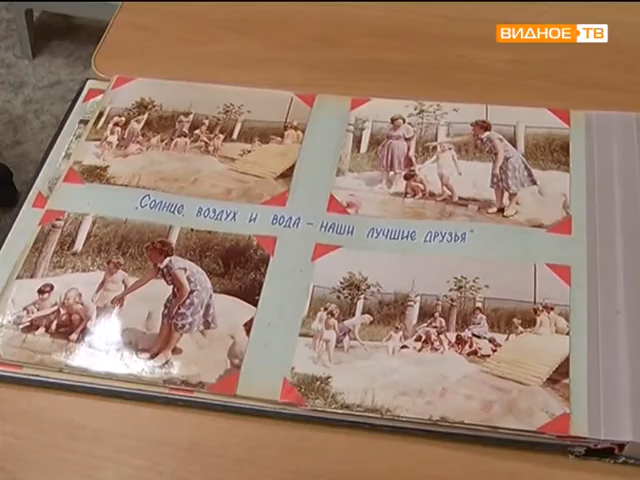 ВИДНОЕ ТВ
„Солнце, воздух и вода – наши лучшие друзья"